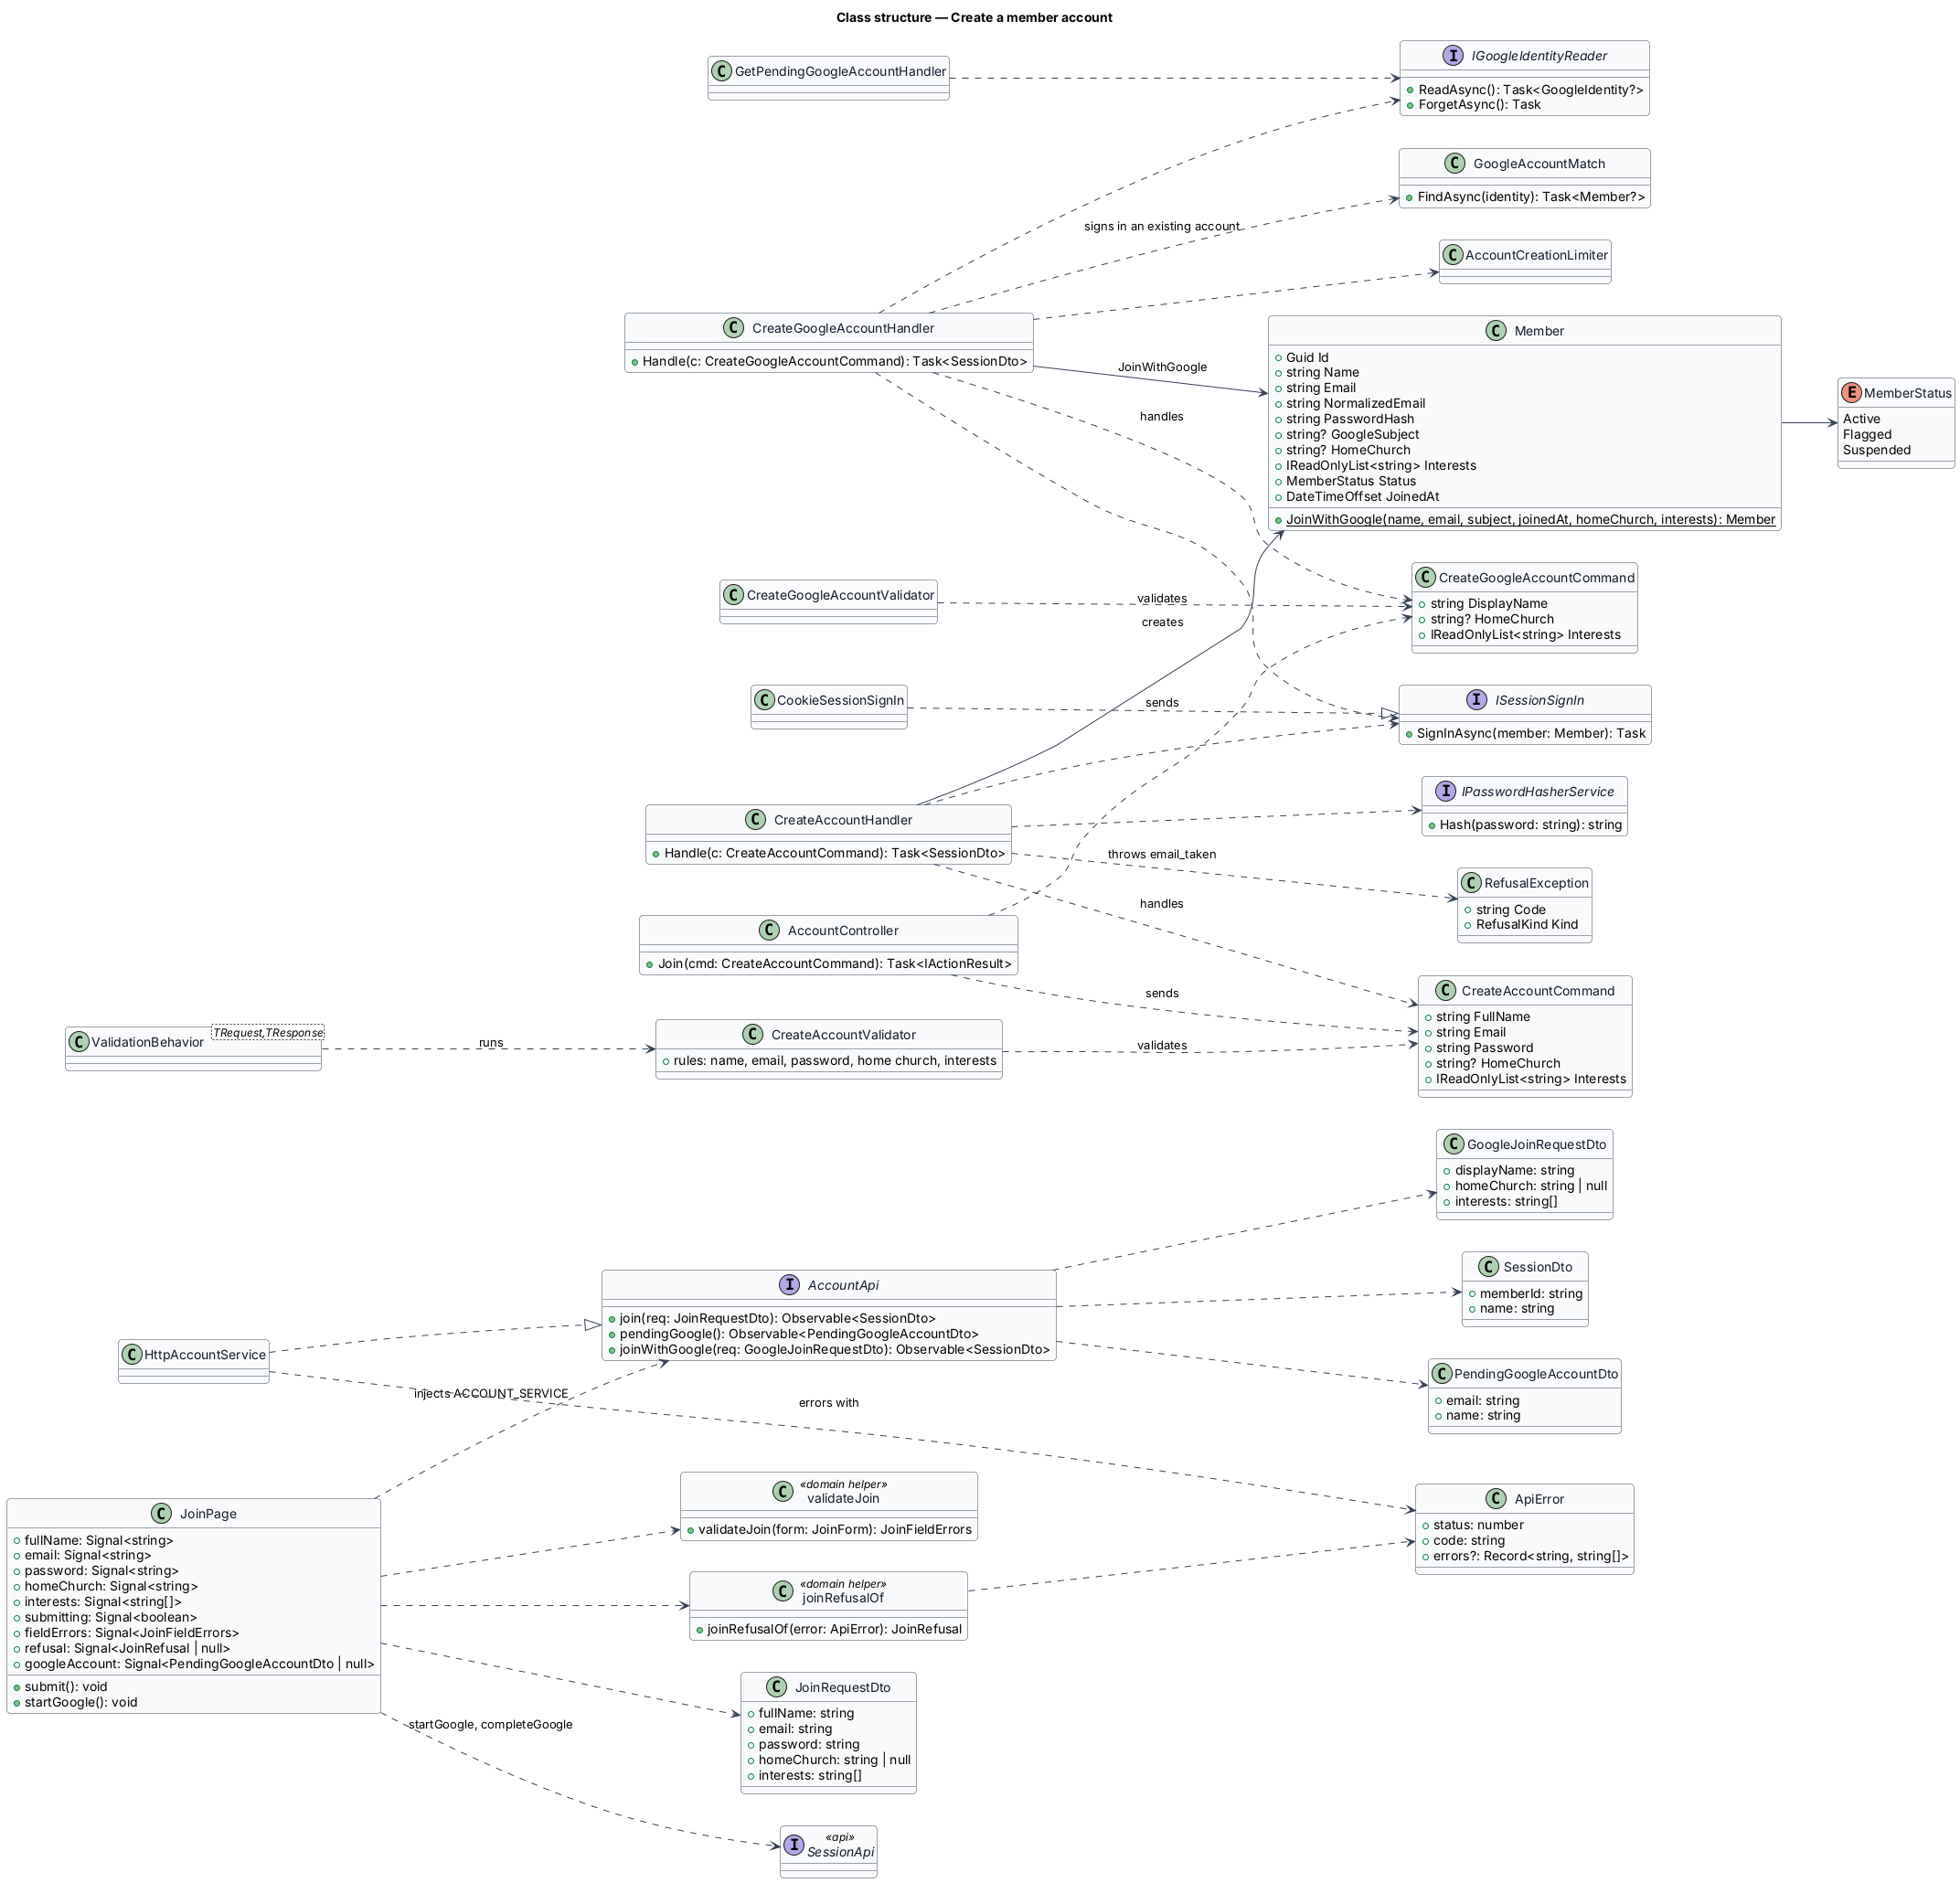 Class structure — Create a member account
GetPendingGoogleAccountHandler
IGoogleIdentityReader
ReadAsync(): Task<GoogleIdentity?>
ForgetAsync(): Task
GoogleAccountMatch
FindAsync(identity): Task<Member?>
signs in an existing account
AccountCreationLimiter
CreateGoogleAccountHandler
Handle(c: CreateGoogleAccountCommand): Task<SessionDto>
JoinWithGoogle
handles
Member
Guid Id
string Name
string Email
string NormalizedEmail
string PasswordHash
string? GoogleSubject
string? HomeChurch
IReadOnlyList<string> Interests
MemberStatus Status
DateTimeOffset JoinedAt
JoinWithGoogle(name, email, subject, joinedAt, homeChurch, interests): Member
MemberStatus
Active
Flagged
Suspended
CreateGoogleAccountValidator
validates
creates
CreateGoogleAccountCommand
string DisplayName
string? HomeChurch
IReadOnlyList<string> Interests
CookieSessionSignIn
sends
ISessionSignIn
SignInAsync(member: Member): Task
IPasswordHasherService
Hash(password: string): string
CreateAccountHandler
Handle(c: CreateAccountCommand): Task<SessionDto>
throws email_taken
handles
RefusalException
string Code
RefusalKind Kind
AccountController
Join(cmd: CreateAccountCommand): Task<IActionResult>
sends
CreateAccountCommand
string FullName
string Email
string Password
string? HomeChurch
IReadOnlyList<string> Interests
ValidationBehavior
TRequest,TResponse
runs
CreateAccountValidator
rules: name, email, password, home church, interests
validates
GoogleJoinRequestDto
displayName: string
homeChurch: string | null
interests: string[]
AccountApi
join(req: JoinRequestDto): Observable<SessionDto>
pendingGoogle(): Observable<PendingGoogleAccountDto>
joinWithGoogle(req: GoogleJoinRequestDto): Observable<SessionDto>
SessionDto
memberId: string
name: string
HttpAccountService
injects ACCOUNT_SERVICE
errors with
PendingGoogleAccountDto
email: string
name: string
JoinPage
fullName: Signal<string>
email: Signal<string>
password: Signal<string>
homeChurch: Signal<string>
interests: Signal<string[]>
submitting: Signal<boolean>
fieldErrors: Signal<JoinFieldErrors>
refusal: Signal<JoinRefusal | null>
googleAccount: Signal<PendingGoogleAccountDto | null>
submit(): void
startGoogle(): void
«domain helper»
validateJoin
validateJoin(form: JoinForm): JoinFieldErrors
ApiError
status: number
code: string
errors?: Record<string, string[]>
«domain helper»
joinRefusalOf
joinRefusalOf(error: ApiError): JoinRefusal
JoinRequestDto
fullName: string
email: string
password: string
homeChurch: string | null
interests: string[]
startGoogle, completeGoogle
«api»
SessionApi